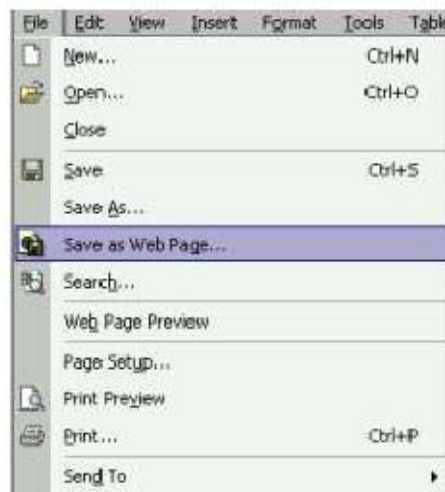 File Edit View Insert Format Tools Table
New... Ctrl+N
Open... Ctrl+O
Close
Save Ctrl+S
Save As...
Save as Web Page...
Search...
Web Page Preview
Page Setup...
Print Preview
Print... Ctrl+P
Send To